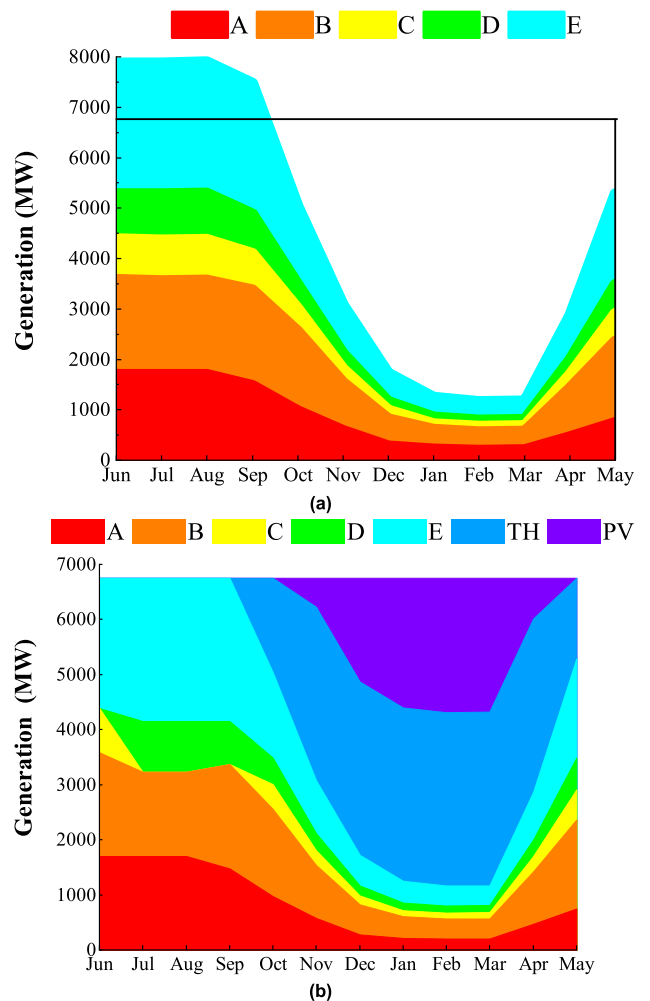 A B C D E
8000
7000
6000
5000
4000
3000
2000
1000
0
Generation (MW)
Jun Jul Aug Sep Oct Nov Dec Jan Feb Mar Apr May
(a)
A B C D E TH PV
7000
6000
5000
4000
3000
2000
1000
0
Generation (MW)
Jun Jul Aug Sep Oct Nov Dec Jan Feb Mar Apr May
(b)